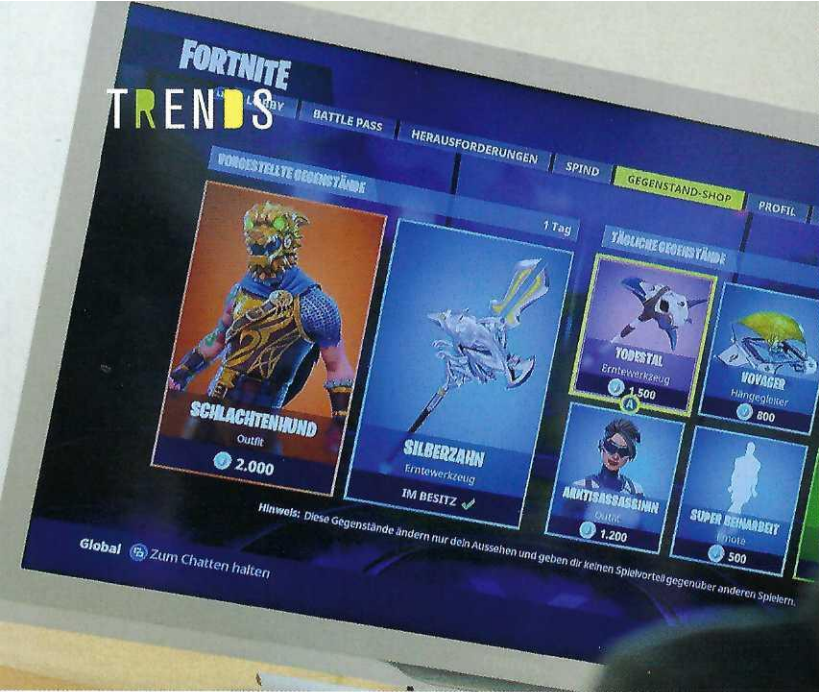 FORTNITE
TRENDS
LOBBY
BATTLE PASS
HERAUSFORDERUNGEN
SPIND
GEGENSTAND-SHOP
PROFIL
VORGESTELLTE GEGENSTÄNDE
1 Tag
TÄGLICHE GEGENSTÄNDE
SCHLACHTENHUND
Outfit
2.000
SILBERZAHN
Erntewerkzeug
IM BESITZ
TODESTAL
Erntewerkzeug
1.500
A
VOYAGER
Hängegleiter
800
ARKTISASSASSININ
Outfit
1.200
SUPER BEINARBEIT
Emote
500
Hinweis: Diese Gegenstände ändern nur dein Aussehen und geben dir keinen Spielvorteil gegenüber anderen Spielern.
Global
Zum Chatten halten